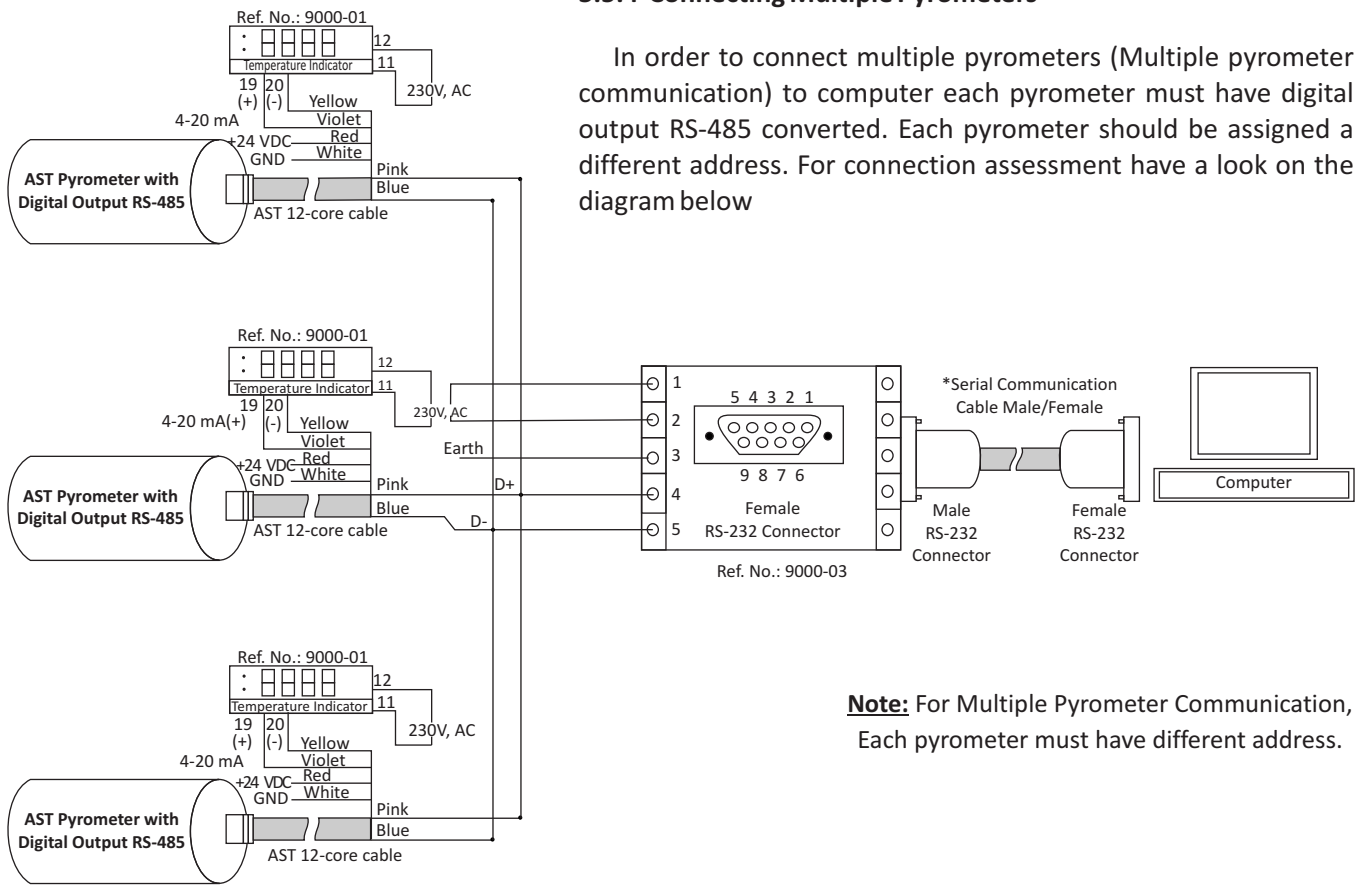 Connecting Multiple Pyrometers
In order to connect multiple pyrometers (Multiple pyrometer
communication) to computer each pyrometer must have digital
output RS-485 converted. Each pyrometer should be assigned a
different address. For connection assessment have a look on the
diagram below
Ref. No.: 9000-01
12
Temperature Indicator
11
19 20
(+) (-)
230V, AC
Yellow
4-20 mA
Violet
+24 VDC
Red
GND
White
Pink
AST Pyrometer with
Digital Output RS-485
Blue
AST 12-core cable
Ref. No.: 9000-01
12
Temperature Indicator
11
19 20
4-20 mA(+) (-)
230V, AC
Yellow
Violet
+24 VDC
Red
GND
White
Pink
AST Pyrometer with
Digital Output RS-485
Blue
AST 12-core cable
Earth
D+
D-
1
2
3
4
5
5 4 3 2 1
9 8 7 6
Female
RS-232 Connector
Ref. No.: 9000-03
*Serial Communication
Cable Male/Female
Male
RS-232
Connector
Female
RS-232
Connector
Computer
Ref. No.: 9000-01
12
Temperature Indicator
11
19 20
(+) (-)
230V, AC
Yellow
4-20 mA
Violet
+24 VDC
Red
GND
White
Pink
AST Pyrometer with
Digital Output RS-485
Blue
AST 12-core cable
Note: For Multiple Pyrometer Communication,
Each pyrometer must have different address.